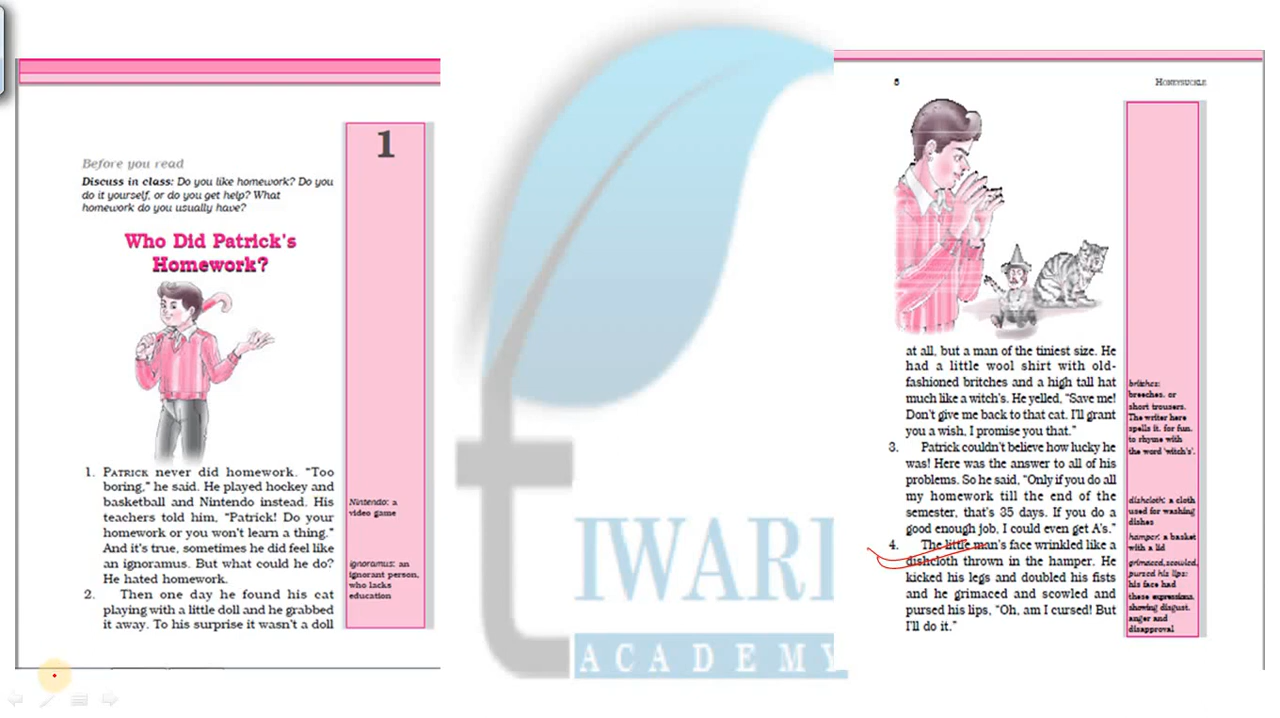 1
Before you read
Discuss in class: Do you like homework? Do you
do it yourself, or do you get help? What
homework do you usually have?
Who Did Patrick's
Homework?
1. PATRICK never did homework. “Too
boring,” he said. He played hockey and
basketball and Nintendo instead. His
teachers told him, “Patrick! Do your
homework or you won't learn a thing.”
And it's true, sometimes he did feel like
an ignoramus. But what could he do?
He hated homework.
2. Then one day he found his cat
playing with a little doll and he grabbed
it away. To his surprise it wasn't a doll
Nintendo: a
video game
ignoramus: an
ignorant person,
who lacks
education
t
IWARI
ACADEMY
8
HONEYSUCKLE
at all, but a man of the tiniest size. He
had a little wool shirt with old-
fashioned britches and a high tall hat
much like a witch's. He yelled, “Save me!
Don't give me back to that cat. I'll grant
you a wish, I promise you that.”
3. Patrick couldn't believe how lucky he
was! Here was the answer to all of his
problems. So he said, “Only if you do all
my homework till the end of the
semester, that's 35 days. If you do a
good enough job, I could even get A's.”
4. The little man's face wrinkled like a
dishcloth thrown in the hamper. He
kicked his legs and doubled his fists
and he grimaced and scowled and
pursed his lips, “Oh, am I cursed! But
I'll do it.”
britches:
breeches, or
short trousers.
The writer here
spells it, for fun,
to rhyme with
the word 'witch's'.
dishcloth: a cloth
used for washing
dishes
hamper: a basket
with a lid
grimaced, scowled,
pursed his lips:
his face had
these expressions,
showing disgust,
anger and
disapproval